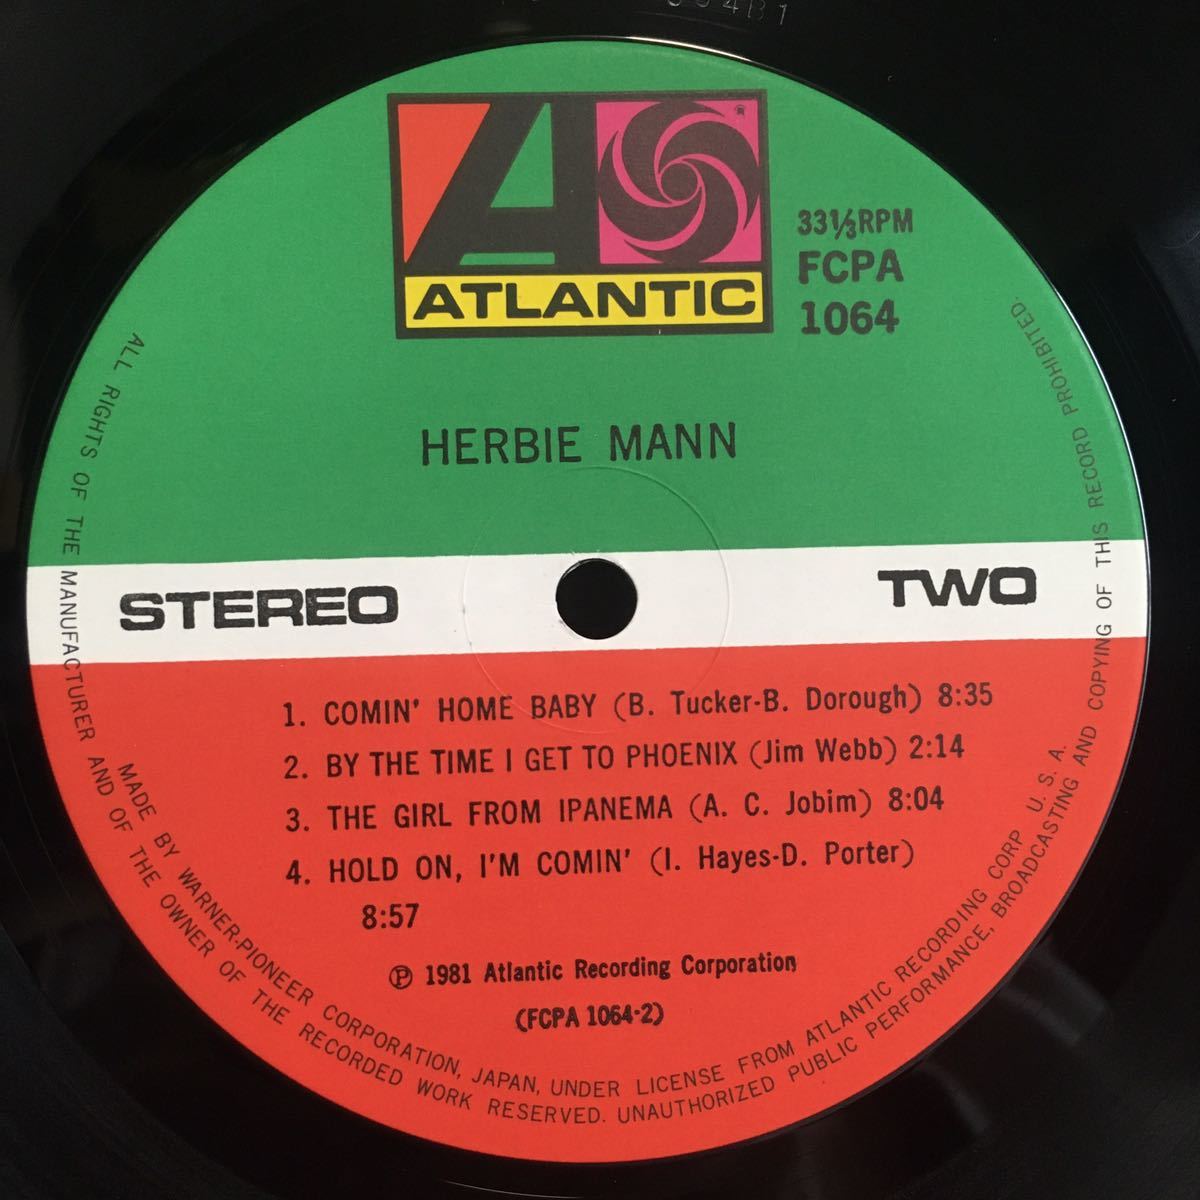 ATLANTIC
®
33⅓RPM
FCPA
1064
HERBIE MANN
STEREO
TWO
1. COMIN' HOME BABY (B. Tucker-B. Dorough) 8:35
2. BY THE TIME I GET TO PHOENIX (Jim Webb) 2:14
3. THE GIRL FROM IPANEMA (A. C. Jobim) 8:04
4. HOLD ON, I'M COMIN' (I. Hayes-D. Porter)
8:57
℗ 1981 Atlantic Recording Corporation
(FCPA 1064-2)
MADE BY WARNER-PIONEER CORPORATION, JAPAN, UNDER LICENSE FROM ATLANTIC RECORDING CORP U. S. A.
ALL RIGHTS OF THE MANUFACTURER AND OF THE OWNER OF THE RECORDED WORK RESERVED. UNAUTHORIZED PUBLIC PERFORMANCE, BROADCASTING AND COPYING OF THIS RECORD PROHIBITED.